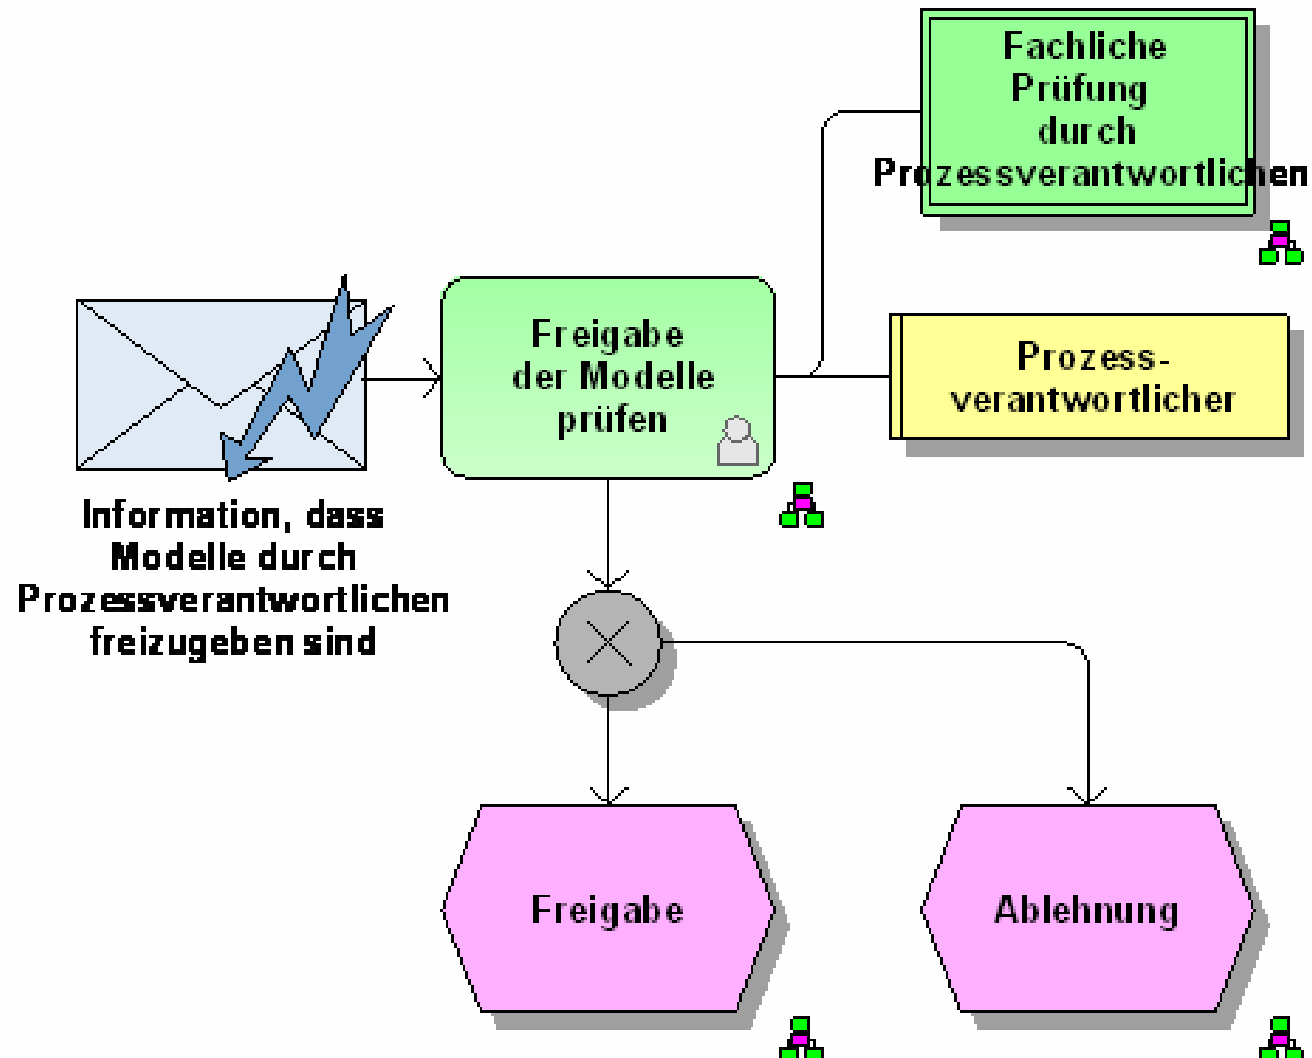 Fachliche
Prüfung
durch
Prozessverantwortlichen
Freigabe
der Modelle
prüfen
Prozess-
verantwortlicher
Information, dass
Modelle durch
Prozessverantwortlichen
freizugeben sind
Freigabe
Ablehnung